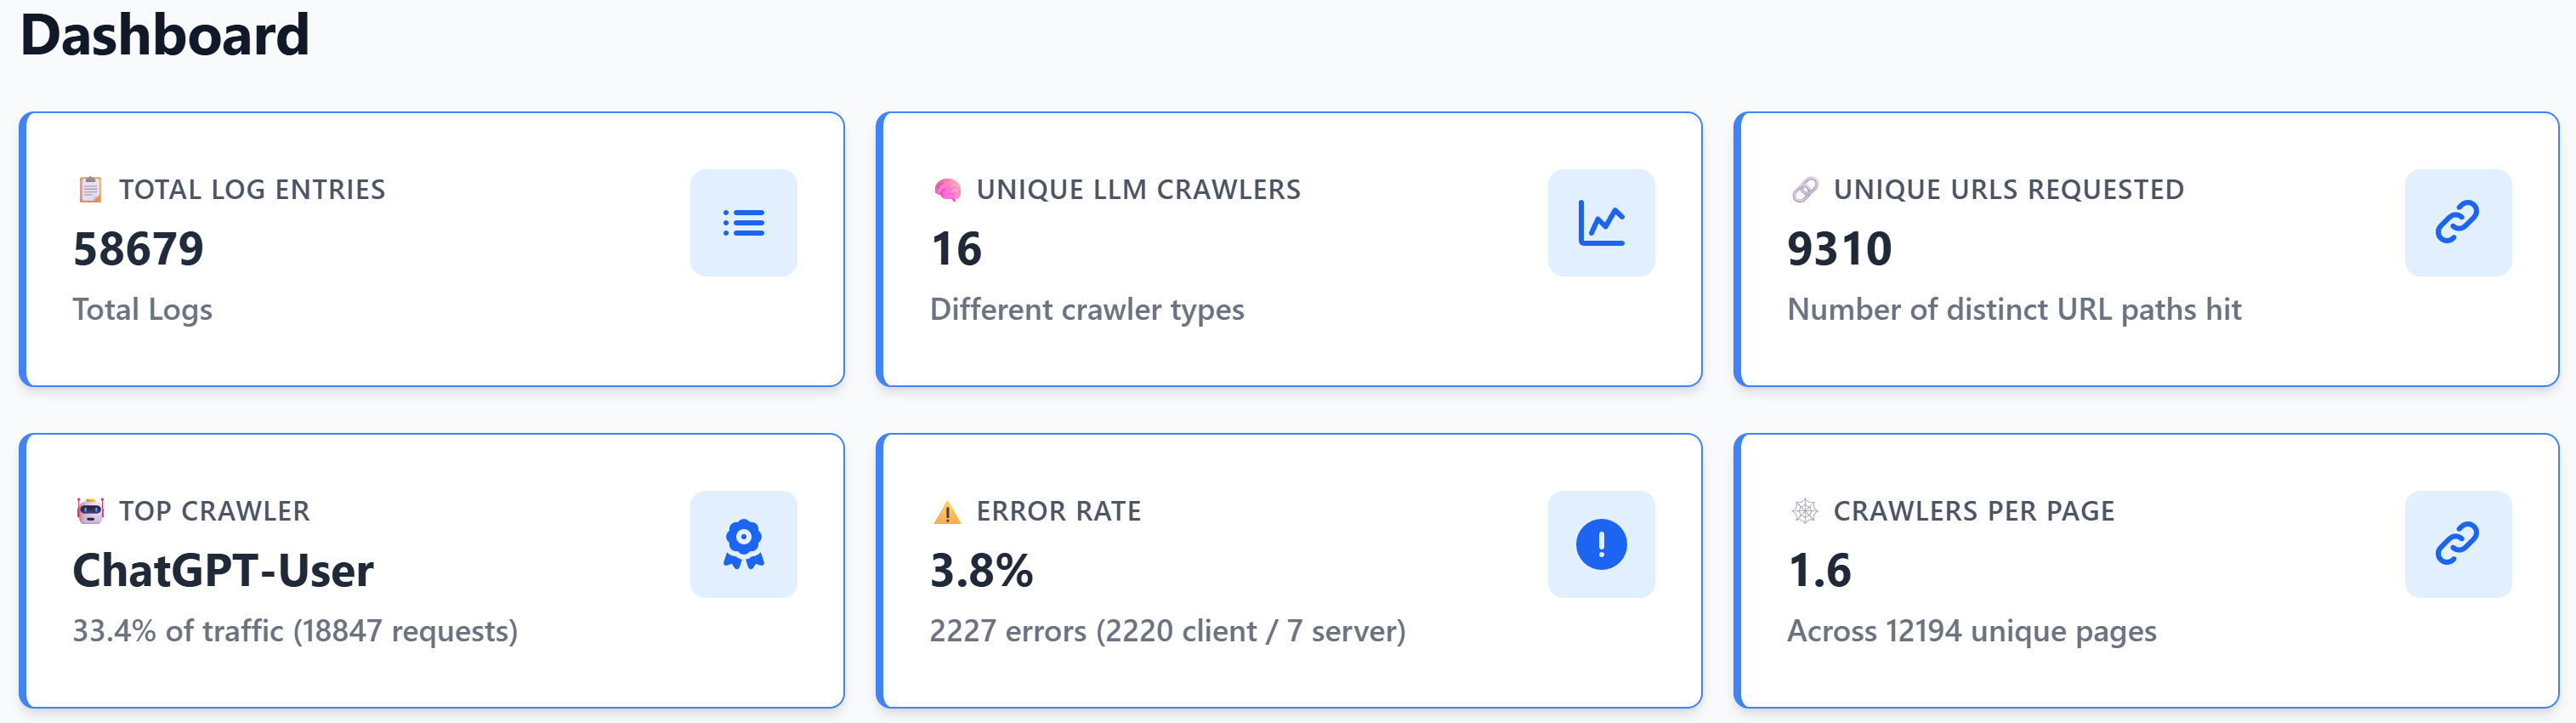 Dashboard
📋 TOTAL LOG ENTRIES
58679
Total Logs
🧠 UNIQUE LLM CRAWLERS
16
Different crawler types
🔗 UNIQUE URLS REQUESTED
9310
Number of distinct URL paths hit
🤖 TOP CRAWLER
ChatGPT-User
33.4% of traffic (18847 requests)
⚠️ ERROR RATE
3.8%
2227 errors (2220 client / 7 server)
🕸️ CRAWLERS PER PAGE
1.6
Across 12194 unique pages